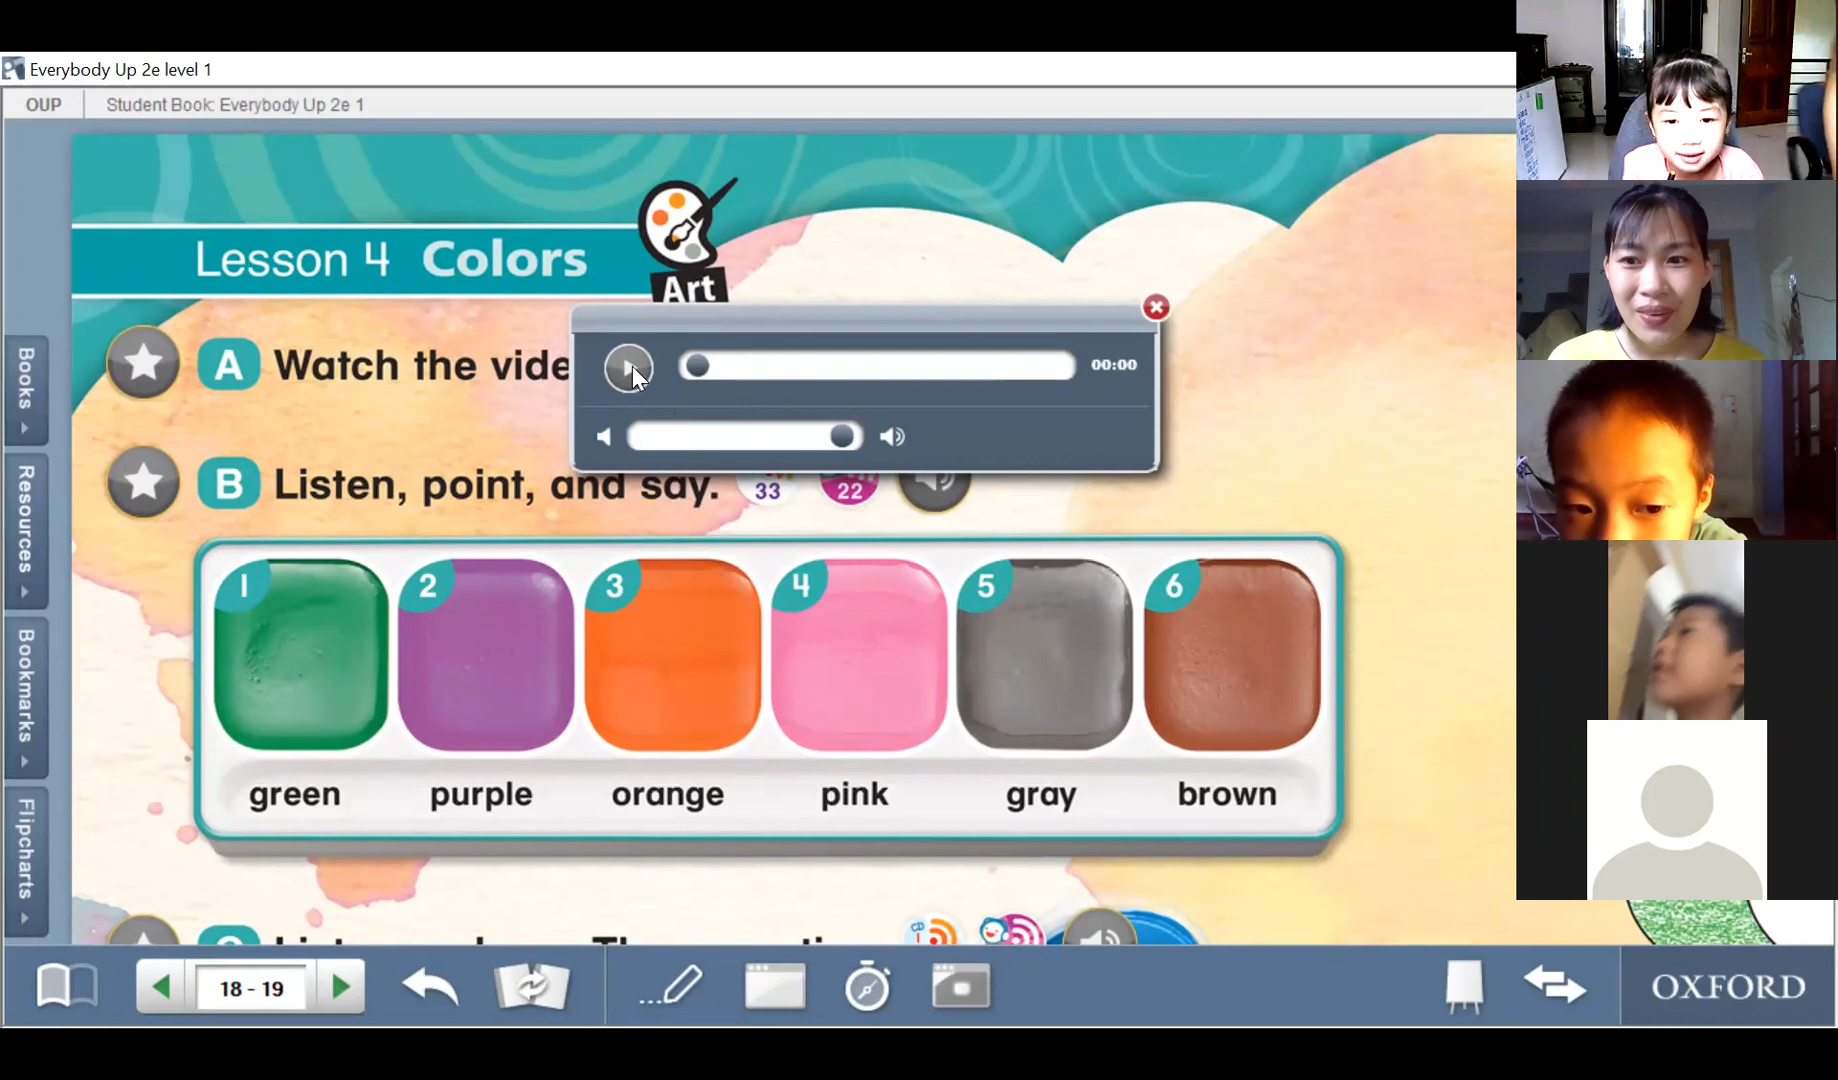 Everybody Up 2e level 1
OUP
Student Book: Everybody Up 2e 1
Lesson 4 Colors
Art
A Watch the vide
00:00
B Listen, point, and say.
33
22
1
2
3
4
5
6
green
purple
orange
pink
gray
brown
CD
1
Books
Resources
Bookmarks
Flipcharts
18 - 19
OXFORD